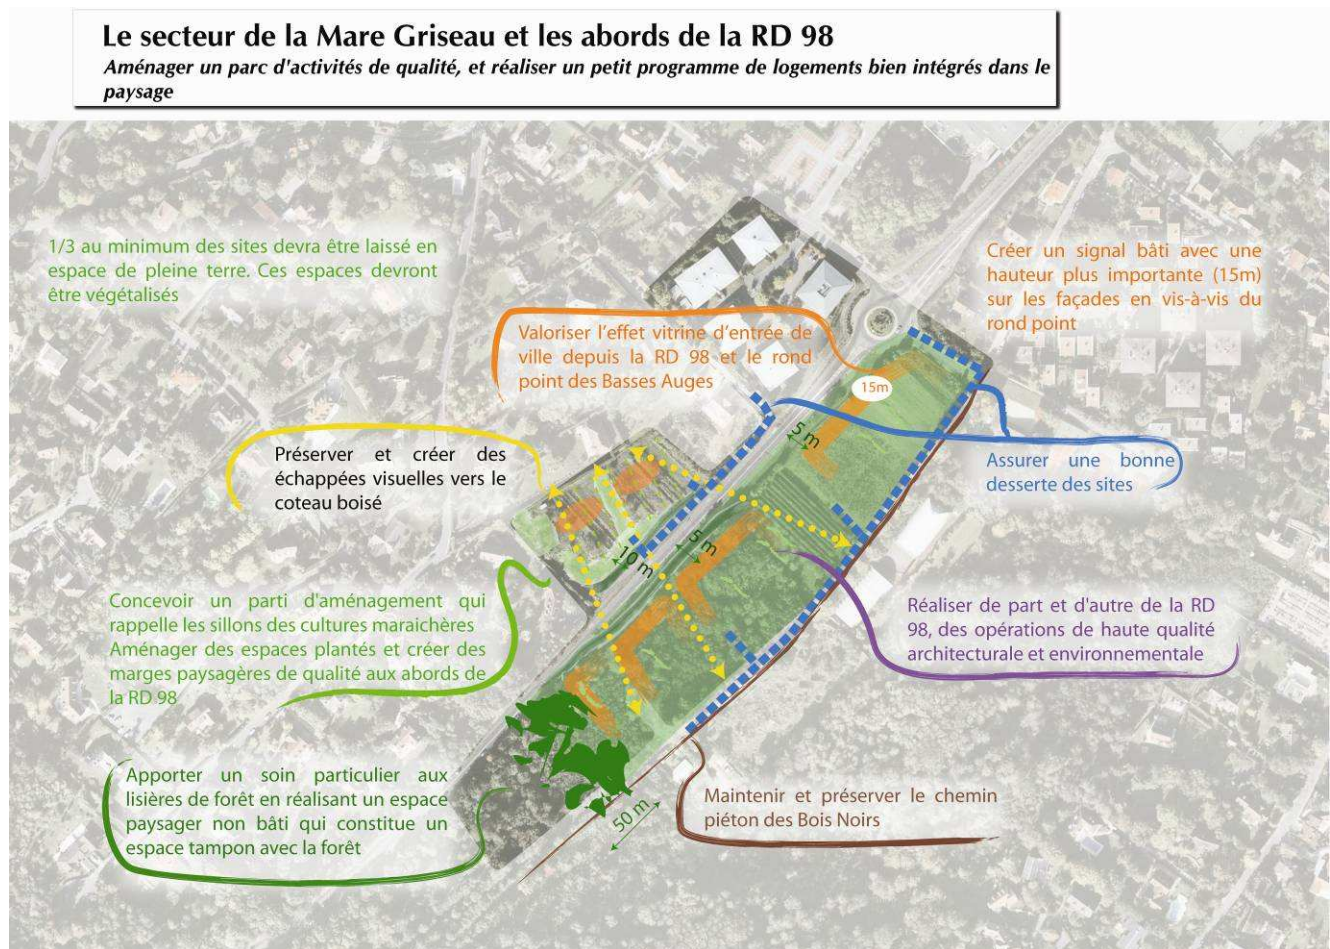 Le secteur de la Mare Griseau et les abords de la RD 98
Aménager un parc d'activités de qualité, et réaliser un petit programme de logements bien intégrés dans le
paysage
1/3 au minimum des sites devra être laissé en
espace de pleine terre. Ces espaces devront
être végétalisés
Créer un signal bâti avec une
hauteur plus importante (15m)
sur les façades en vis-à-vis du
rond point
Valoriser l'effet vitrine d'entrée de
ville depuis la RD 98 et le rond
point des Basses Auges
15m
5 m
Préserver et créer des
échappées visuelles vers le
coteau boisé
Assurer une bonne
desserte des sites
5 m
10 m
Concevoir un parti d'aménagement qui
rappelle les sillons des cultures maraichères
Aménager des espaces plantés et créer des
marges paysagères de qualité aux abords de
la RD 98
Réaliser de part et d'autre de la RD
98, des opérations de haute qualité
architecturale et environnementale
Apporter un soin particulier aux
lisières de forêt en réalisant un espace
paysager non bâti qui constitue un
espace tampon avec la forêt
50 m
Maintenir et préserver le chemin
piéton des Bois Noirs